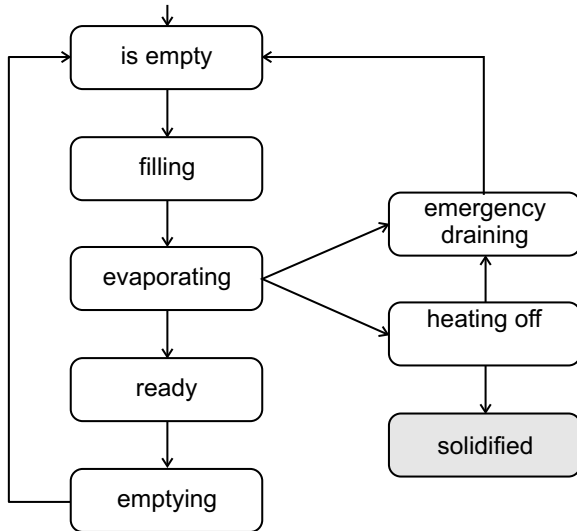 is empty
filling
emergency
draining
evaporating
heating off
ready
solidified
emptying